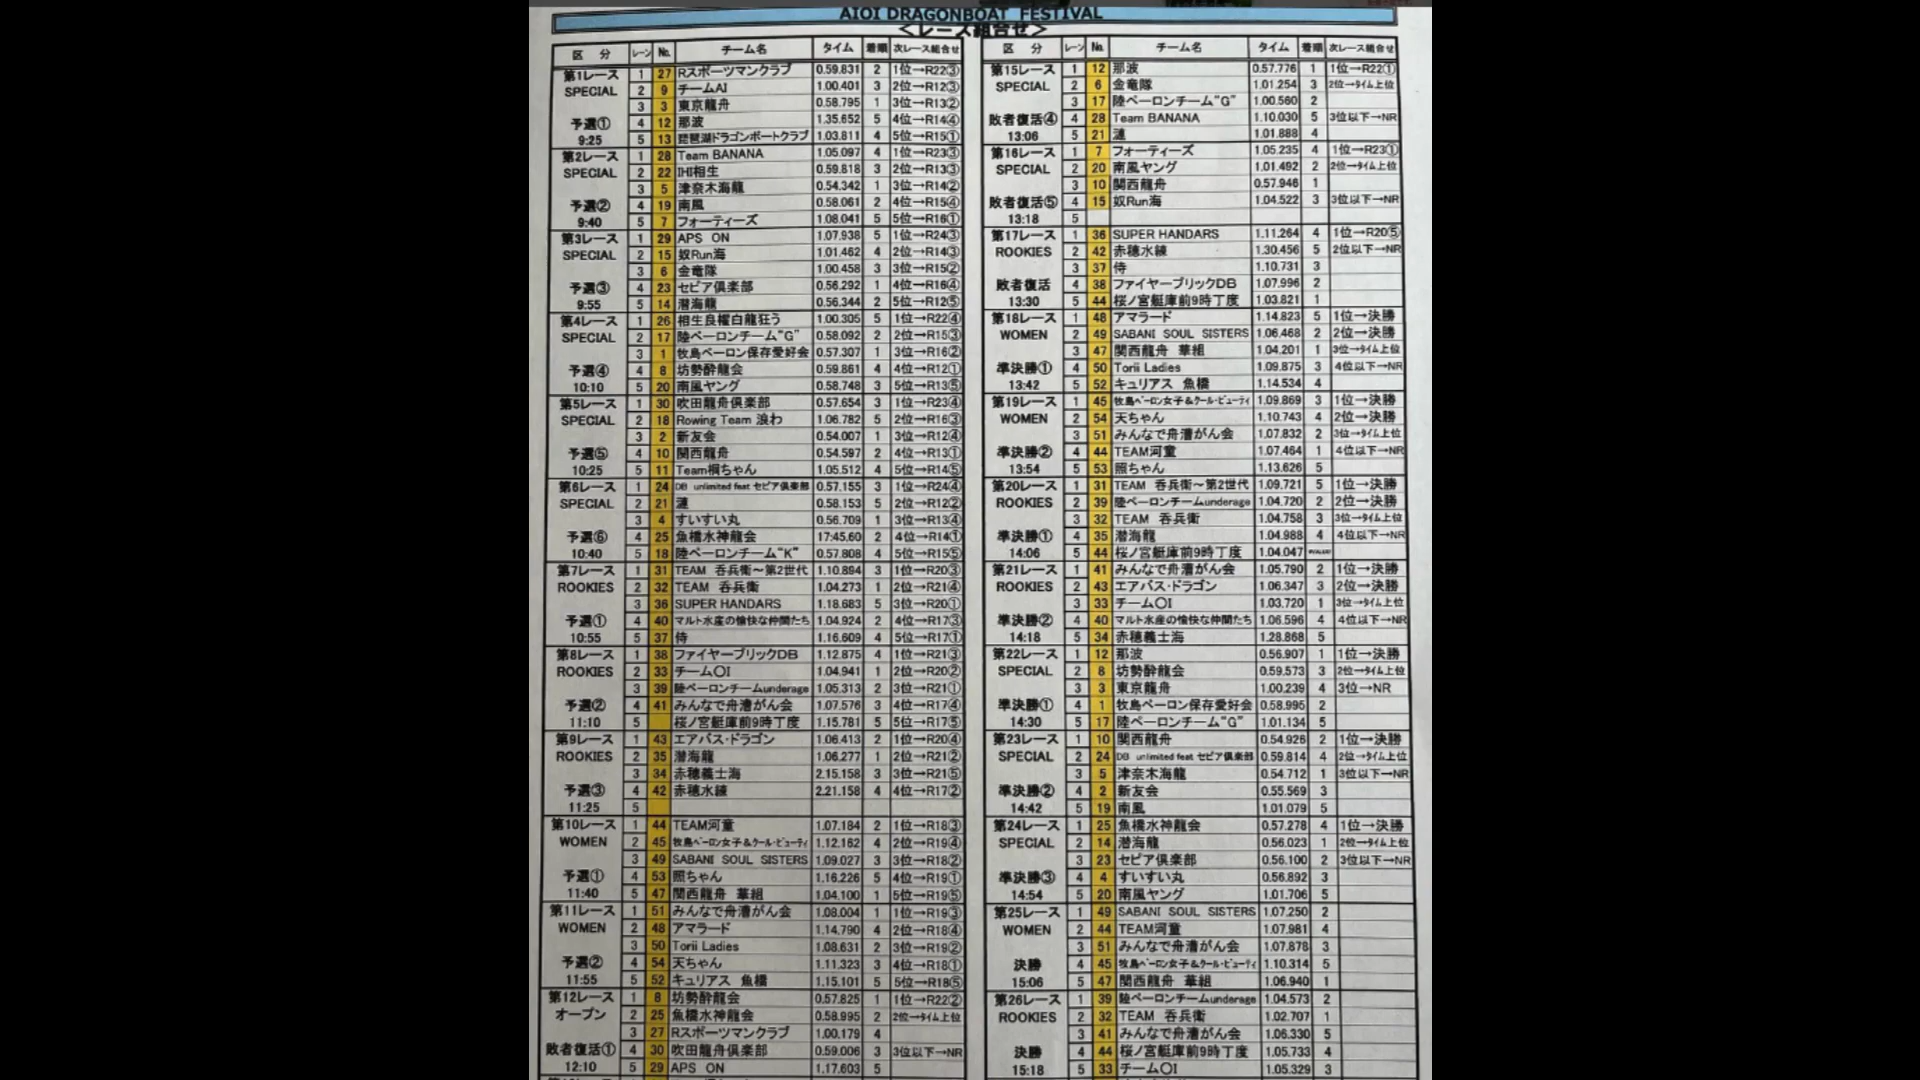 AIOI DRAGONBOAT FESTIVAL
<レース組合せ>
区 分 レーン No. チーム名 タイム 着順 次レース組合せ
第1レース 1 27 Rスポーツマンクラブ 0.59.831 2 1位→R22③
SPECIAL 2 9 チームAI 1.00.401 3 2位→R12③
3 3 東京龍舟 0.58.795 1 3位→R13②
予選① 4 12 那波 1.35.652 5 4位→R14④
9:25 5 13 琵琶湖ドラゴンボートクラブ 1.03.811 4 5位→R15①
第2レース 1 28 Team BANANA 1.05.097 4 1位→R23③
SPECIAL 2 22 IHI相生 0.59.818 3 2位→R13③
3 5 津奈木海龍 0.54.342 1 3位→R14②
予選② 4 19 南風 0.58.061 2 4位→R15④
9:40 5 7 フォーティーズ 1.08.041 5 5位→R16①
第3レース 1 29 APS ON 1.07.938 5 1位→R24③
SPECIAL 2 15 奴Run海 1.01.462 4 2位→R14③
3 6 金竜隊 1.00.458 3 3位→R15②
予選③ 4 23 セピア倶楽部 0.56.292 1 4位→R16④
9:55 5 14 潜海龍 0.56.344 2 5位→R12⑤
第4レース 1 26 相生良櫂白龍狂う 1.00.305 5 1位→R22④
SPECIAL 2 17 陸ペーロンチーム“G” 0.58.092 2 2位→R15③
3 1 牧島ペーロン保存愛好会 0.57.307 1 3位→R16②
予選④ 4 8 坊勢酔龍会 0.59.861 4 4位→R12①
10:10 5 20 南風ヤング 0.58.748 3 5位→R13⑤
第5レース 1 30 吹田龍舟倶楽部 0.57.654 3 1位→R23④
SPECIAL 2 18 Rowing Team 浪わ 1.06.782 5 2位→R16③
3 2 新友会 0.54.007 1 3位→R12④
予選⑤ 4 10 関西龍舟 0.54.597 2 4位→R13①
10:25 5 11 Team桐ちゃん 1.05.512 4 5位→R14⑤
第6レース 1 24 DB unlimited feat セピア倶楽部 0.57.155 3 1位→R24④
SPECIAL 2 21 漣 0.58.153 5 2位→R12②
3 4 すいすい丸 0.56.709 1 3位→R13④
予選⑥ 4 25 魚橋水神龍会 17:45.60 2 4位→R14①
10:40 5 18 陸ペーロンチーム“K” 0.57.808 4 5位→R15⑤
第7レース 1 31 TEAM 呑兵衛～第2世代 1.10.894 3 1位→R20③
ROOKIES 2 32 TEAM 呑兵衛 1.04.273 1 2位→R21④
3 36 SUPER HANDARS 1.18.683 5 3位→R20①
予選① 4 40 マルト水産の愉快な仲間たち 1.04.924 2 4位→R17③
10:55 5 37 侍 1.16.609 4 5位→R17①
第8レース 1 38 ファイヤーブリックDB 1.12.875 4 1位→R21③
ROOKIES 2 33 チーム〇I 1.04.941 1 2位→R20②
3 39 陸ペーロンチームunderage 1.05.313 2 3位→R21①
予選② 4 41 みんなで舟漕がん会 1.07.576 3 4位→R17④
11:10 5 桜ノ宮艇庫前9時丁度 1.15.781 5 5位→R17⑤
第9レース 1 43 エアバス・ドラゴン 1.06.413 2 1位→R20④
ROOKIES 2 35 潜海龍 1.06.277 1 2位→R21②
3 34 赤穂義士海 2.15.158 3 3位→R21⑤
予選③ 4 42 赤穂水練 2.21.158 4 4位→R17②
11:25 5
第10レース 1 44 TEAM河童 1.07.184 2 1位→R18③
WOMEN 2 45 牧島ペーロン女子&クール・ビューティ 1.12.162 4 2位→R19④
3 49 SABANI SOUL SISTERS 1.09.027 3 3位→R18②
予選① 4 53 照ちゃん 1.16.226 5 4位→R19①
11:40 5 47 関西龍舟 華組 1.04.100 1 5位→R19⑤
第11レース 1 51 みんなで舟漕がん会 1.08.004 1 1位→R19③
WOMEN 2 48 アマラード 1.14.790 4 2位→R18④
3 50 Torii Ladies 1.08.631 2 3位→R19②
予選② 4 54 天ちゃん 1.11.323 3 4位→R18①
11:55 5 52 キュリアス 魚橋 1.15.101 5 5位→R18⑤
第12レース 1 8 坊勢酔龍会 0.57.825 1 1位→R22②
オープン 2 25 魚橋水神龍会 0.58.995 2 2位→タイム上位
3 27 Rスポーツマンクラブ 1.00.179 4
敗者復活① 4 30 吹田龍舟倶楽部 0.59.006 3 3位以下→NR
12:10 5 29 APS ON 1.17.603 5
区 分 レーン No. チーム名 タイム 着順 次レース組合せ
第15レース 1 12 那波 0.57.776 1 1位→R22①
SPECIAL 2 6 金竜隊 1.01.254 3 2位→タイム上位
3 17 陸ペーロンチーム“G” 1.00.560 2
敗者復活④ 4 28 Team BANANA 1.10.030 5 3位以下→NR
13:06 5 21 漣 1.01.888 4
第16レース 1 7 フォーティーズ 1.05.235 4 1位→R23①
SPECIAL 2 20 南風ヤング 1.01.492 2 2位→タイム上位
3 10 関西龍舟 0.57.946 1
敗者復活⑤ 4 15 奴Run海 1.04.522 3 3位以下→NR
13:18 5
第17レース 1 36 SUPER HANDARS 1.11.264 4 1位→R20⑤
ROOKIES 2 42 赤穂水練 1.30.456 5 2位以下→NR
3 37 侍 1.10.731 3
敗者復活 4 38 ファイヤーブリックDB 1.07.996 2
13:30 5 44 桜ノ宮艇庫前9時丁度 1.03.821 1
第18レース 1 48 アマラード 1.14.823 5 1位→決勝
WOMEN 2 49 SABANI SOUL SISTERS 1.06.468 2 2位→決勝
3 47 関西龍舟 華組 1.04.201 1 3位→タイム上位
準決勝① 4 50 Torii Ladies 1.09.875 3 4位以下→NR
13:42 5 52 キュリアス 魚橋 1.14.534 4
第19レース 1 45 牧島ペーロン女子&クール・ビューティ 1.09.869 3 1位→決勝
WOMEN 2 54 天ちゃん 1.10.743 4 2位→決勝
3 51 みんなで舟漕がん会 1.07.832 2 3位→タイム上位
準決勝② 4 44 TEAM河童 1.07.464 1 4位以下→NR
13:54 5 53 照ちゃん 1.13.626 5
第20レース 1 31 TEAM 呑兵衛～第2世代 1.09.721 5 1位→決勝
ROOKIES 2 39 陸ペーロンチームunderage 1.04.720 2 2位→決勝
3 32 TEAM 呑兵衛 1.04.758 3 3位→タイム上位
準決勝① 4 35 潜海龍 1.04.988 4 4位以下→NR
14:06 5 44 桜ノ宮艇庫前9時丁度 1.04.047
第21レース 1 41 みんなで舟漕がん会 1.05.790 2 1位→決勝
ROOKIES 2 43 エアバス・ドラゴン 1.06.347 3 2位→決勝
3 33 チーム〇I 1.03.720 1 3位→タイム上位
準決勝② 4 40 マルト水産の愉快な仲間たち 1.06.596 4 4位以下→NR
14:18 5 34 赤穂義士海 1.28.868 5
第22レース 1 12 那波 0.56.907 1 1位→決勝
SPECIAL 2 8 坊勢酔龍会 0.59.573 3 2位→タイム上位
3 3 東京龍舟 1.00.239 4 3位→NR
準決勝① 4 1 牧島ペーロン保存愛好会 0.58.995 2
14:30 5 17 陸ペーロンチーム“G” 1.01.134 5
第23レース 1 10 関西龍舟 0.54.926 2 1位→決勝
SPECIAL 2 24 DB unlimited feat セピア倶楽部 0.59.814 4 2位→タイム上位
3 5 津奈木海龍 0.54.712 1 3位以下→NR
準決勝② 4 2 新友会 0.55.569 3
14:42 5 19 南風 1.01.079 5
第24レース 1 25 魚橋水神龍会 0.57.278 4 1位→決勝
SPECIAL 2 14 潜海龍 0.56.023 1 2位→タイム上位
3 23 セピア倶楽部 0.56.100 2 3位以下→NR
準決勝③ 4 4 すいすい丸 0.56.892 3
14:54 5 20 南風ヤング 1.01.706 5
第25レース 1 49 SABANI SOUL SISTERS 1.07.250 2
WOMEN 2 44 TEAM河童 1.07.981 4
3 51 みんなで舟漕がん会 1.07.878 3
決勝 4 45 牧島ペーロン女子&クール・ビューティ 1.10.314 5
15:06 5 47 関西龍舟 華組 1.06.940 1
第26レース 1 39 陸ペーロンチームunderage 1.04.573 2
ROOKIES 2 32 TEAM 呑兵衛 1.02.707 1
3 41 みんなで舟漕がん会 1.06.330 5
決勝 4 44 桜ノ宮艇庫前9時丁度 1.05.733 4
15:18 5 33 チーム〇I 1.05.329 3